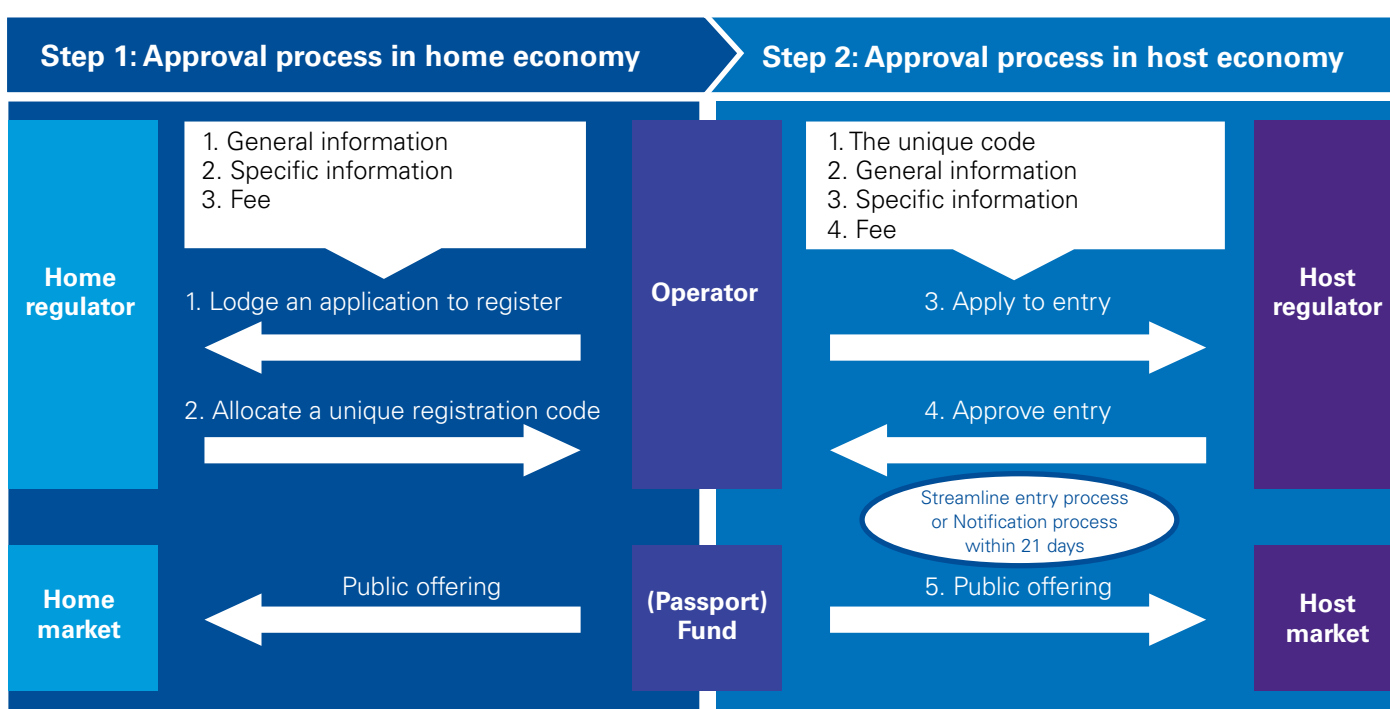 Step 1: Approval process in home economy
Step 2: Approval process in host economy
Home
regulator
1. General information
2. Specific information
3. Fee
1. Lodge an application to register
2. Allocate a unique registration code
Operator
1. The unique code
2. General information
3. Specific information
4. Fee
3. Apply to entry
4. Approve entry
Streamline entry process
or Notification process
within 21 days
Host
regulator
Home
market
Public offering
(Passport)
Fund
5. Public offering
Host
market